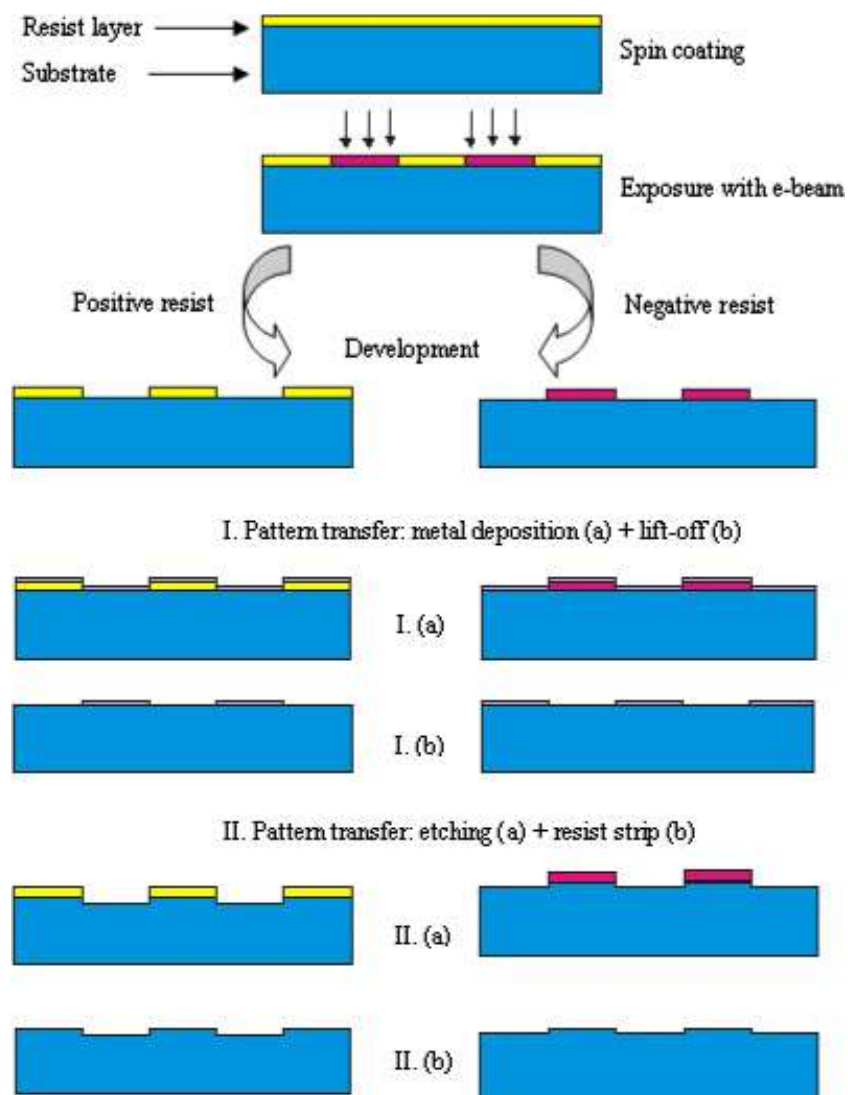 Resist layer
Substrate
Spin coating
Exposure with e-beam
Positive resist
Negative resist
Development
I. Pattern transfer: metal deposition (a) + lift-off (b)
I. (a)
I. (b)
II. Pattern transfer: etching (a) + resist strip (b)
II. (a)
II. (b)